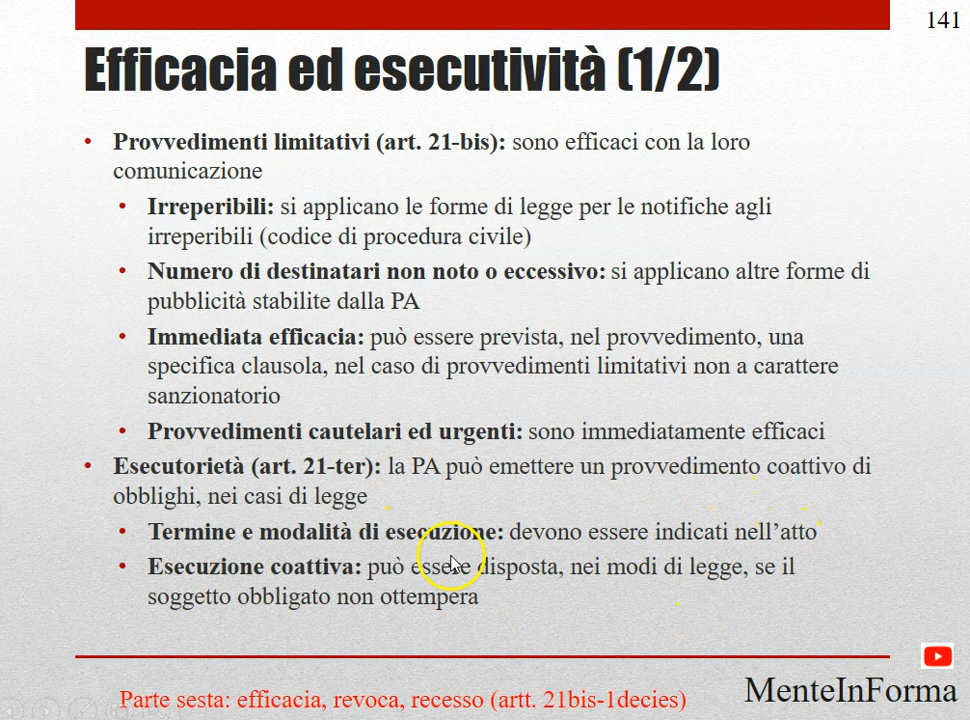 141
Efficacia ed esecutività (1/2)
• Provvedimenti limitativi (art. 21-bis): sono efficaci con la loro
comunicazione
• Irreperibili: si applicano le forme di legge per le notifiche agli
irreperibili (codice di procedura civile)
• Numero di destinatari non noto o eccessivo: si applicano altre forme di
pubblicità stabilite dalla PA
• Immediata efficacia: può essere prevista, nel provvedimento, una
specifica clausola, nel caso di provvedimenti limitativi non a carattere
sanzionatorio
• Provvedimenti cautelari ed urgenti: sono immediatamente efficaci
• Esecutorietà (art. 21-ter): la PA può emettere un provvedimento coattivo di
obblighi, nei casi di legge
• Termine e modalità di esecuzione: devono essere indicati nell’atto
• Esecuzione coattiva: può essere disposta, nei modi di legge, se il
soggetto obbligato non ottempera
Parte sesta: efficacia, revoca, recesso (artt. 21bis-1decies)
MenteInForma